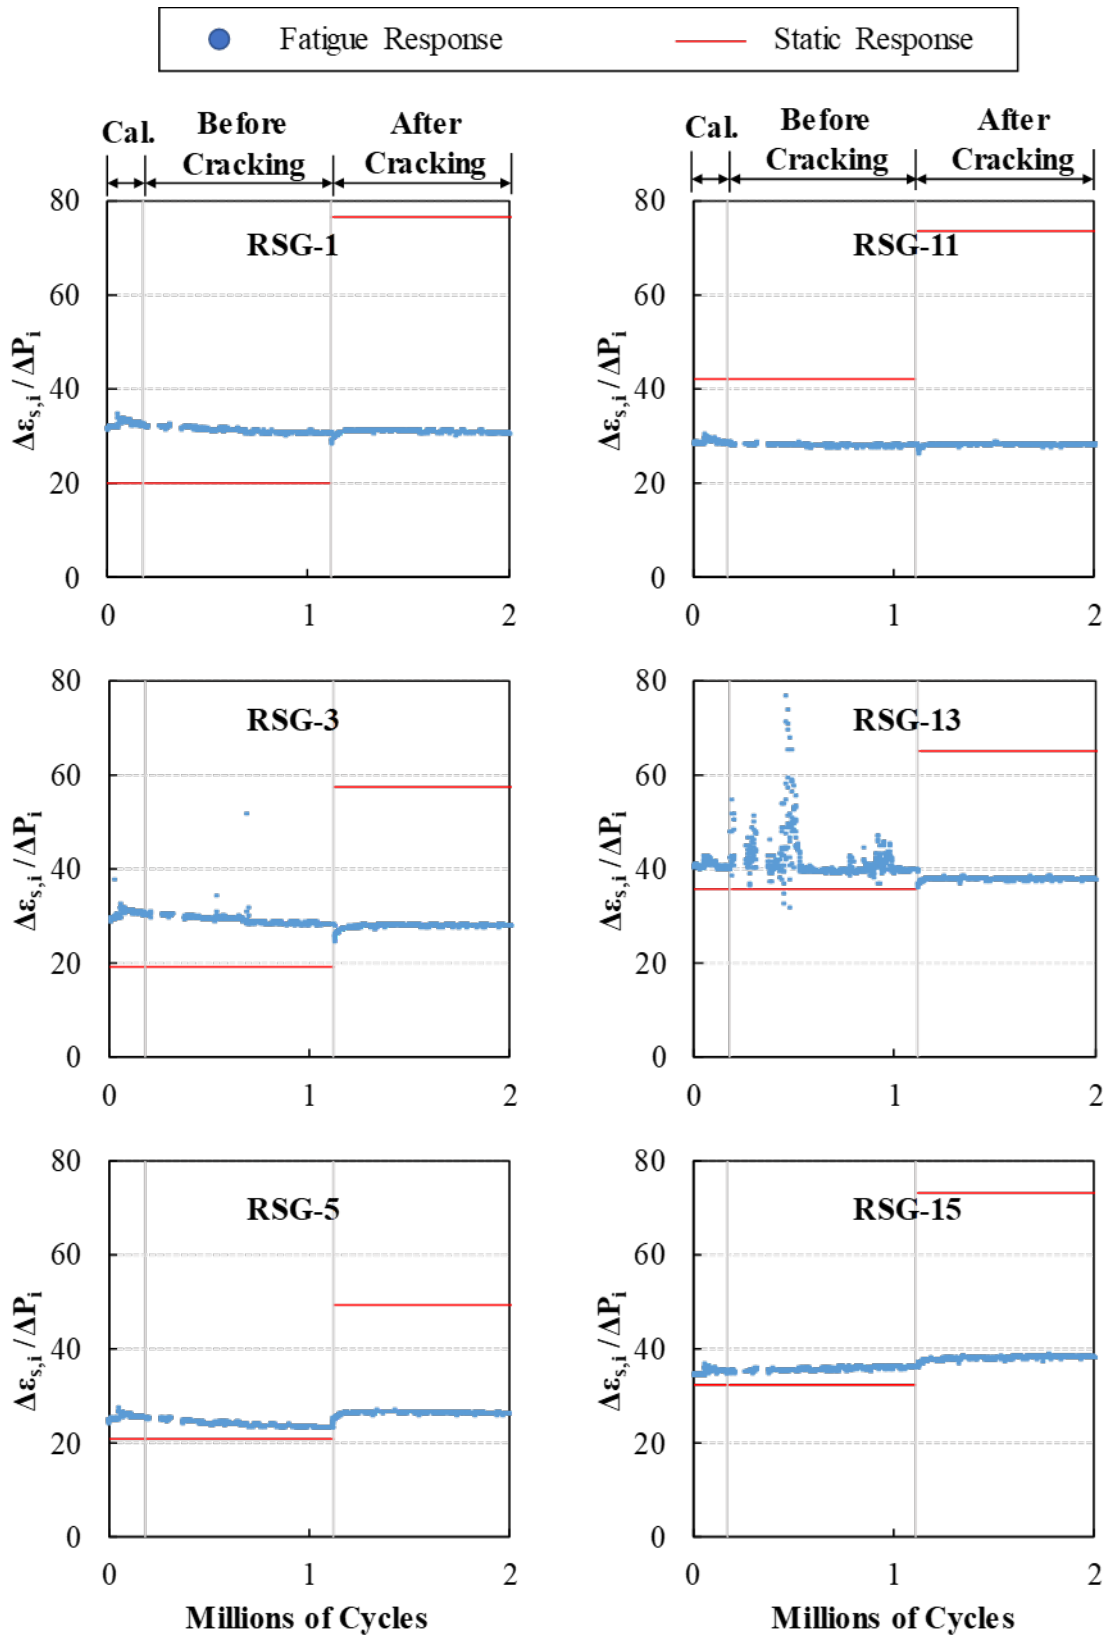 Fatigue Response
Static Response
Cal.
Before
Cracking
After
Cracking
Cal.
Before
Cracking
After
Cracking
RSG-1
80
60
40
20
0
0
1
2
Δεs,i / ΔPi
RSG-11
80
60
40
20
0
0
1
2
Δεs,i / ΔPi
RSG-3
80
60
40
20
0
0
1
2
Δεs,i / ΔPi
RSG-13
80
60
40
20
0
0
1
2
Δεs,i / ΔPi
RSG-5
80
60
40
20
0
0
1
2
Δεs,i / ΔPi
Millions of Cycles
RSG-15
80
60
40
20
0
0
1
2
Δεs,i / ΔPi
Millions of Cycles